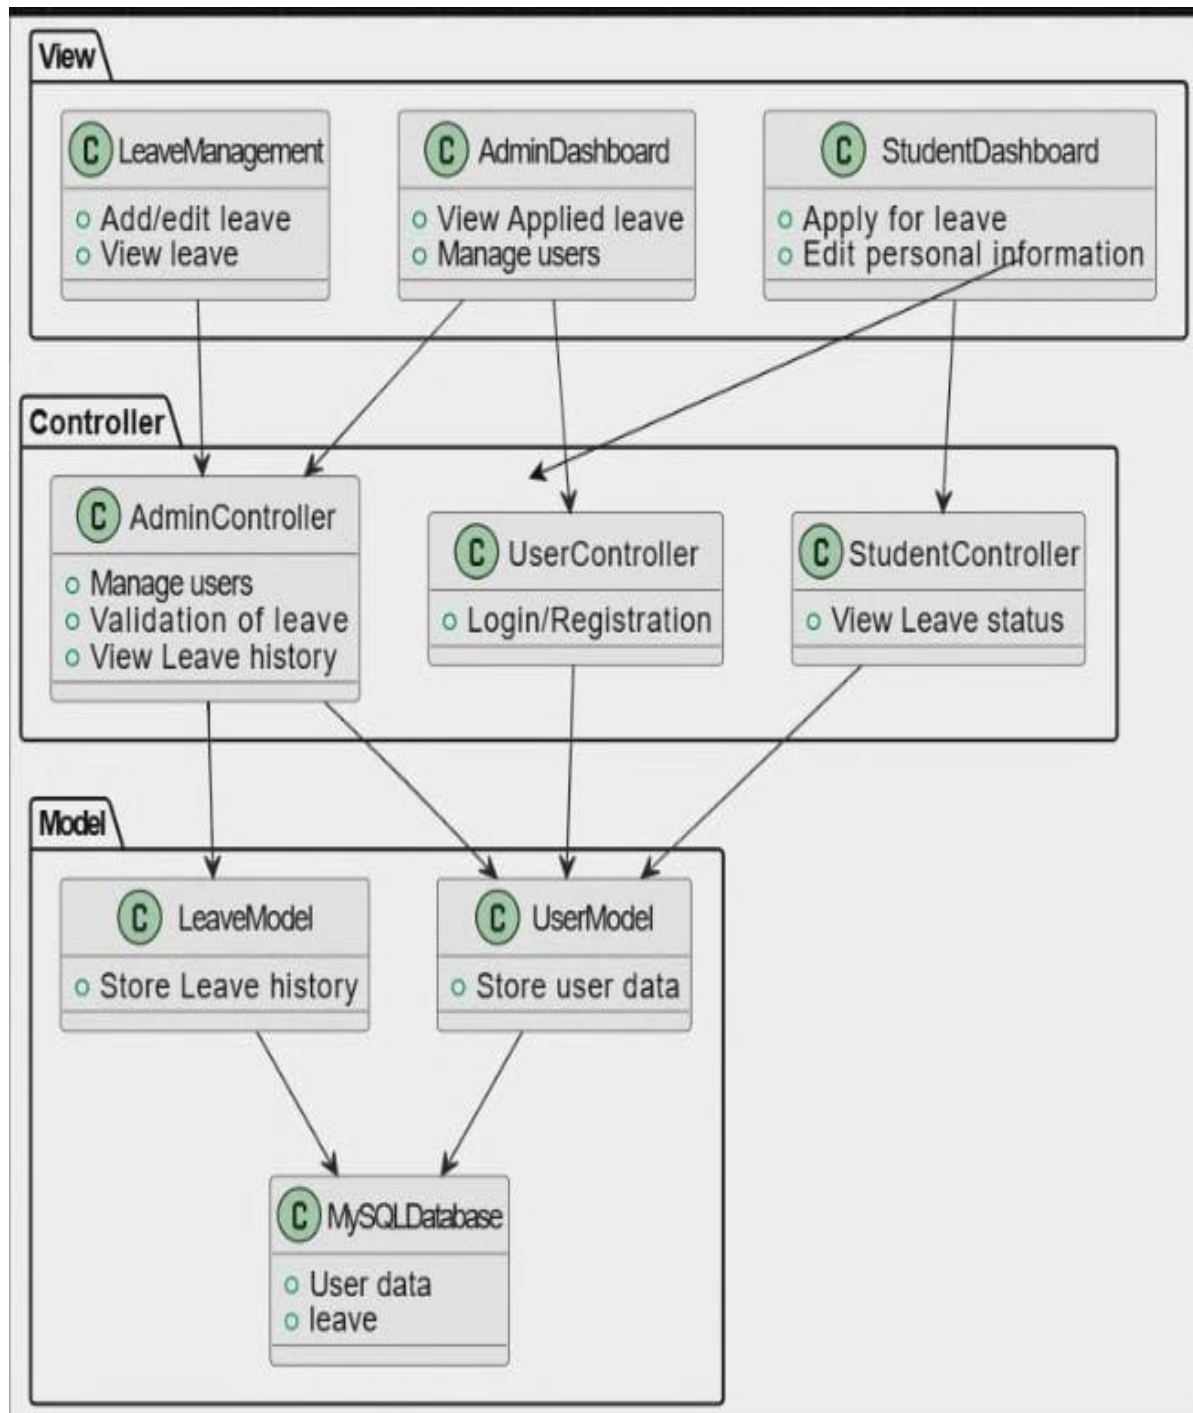 View
C LeaveManagement
Add/edit leave
View leave
C AdminDashboard
View Applied leave
Manage users
C StudentDashboard
Apply for leave
Edit personal information
Controller
C AdminController
Manage users
Validation of leave
View Leave history
C UserController
Login/Registration
C StudentController
View Leave status
Model
C LeaveModel
Store Leave history
C UserModel
Store user data
C MySQLDatabase
User data
leave